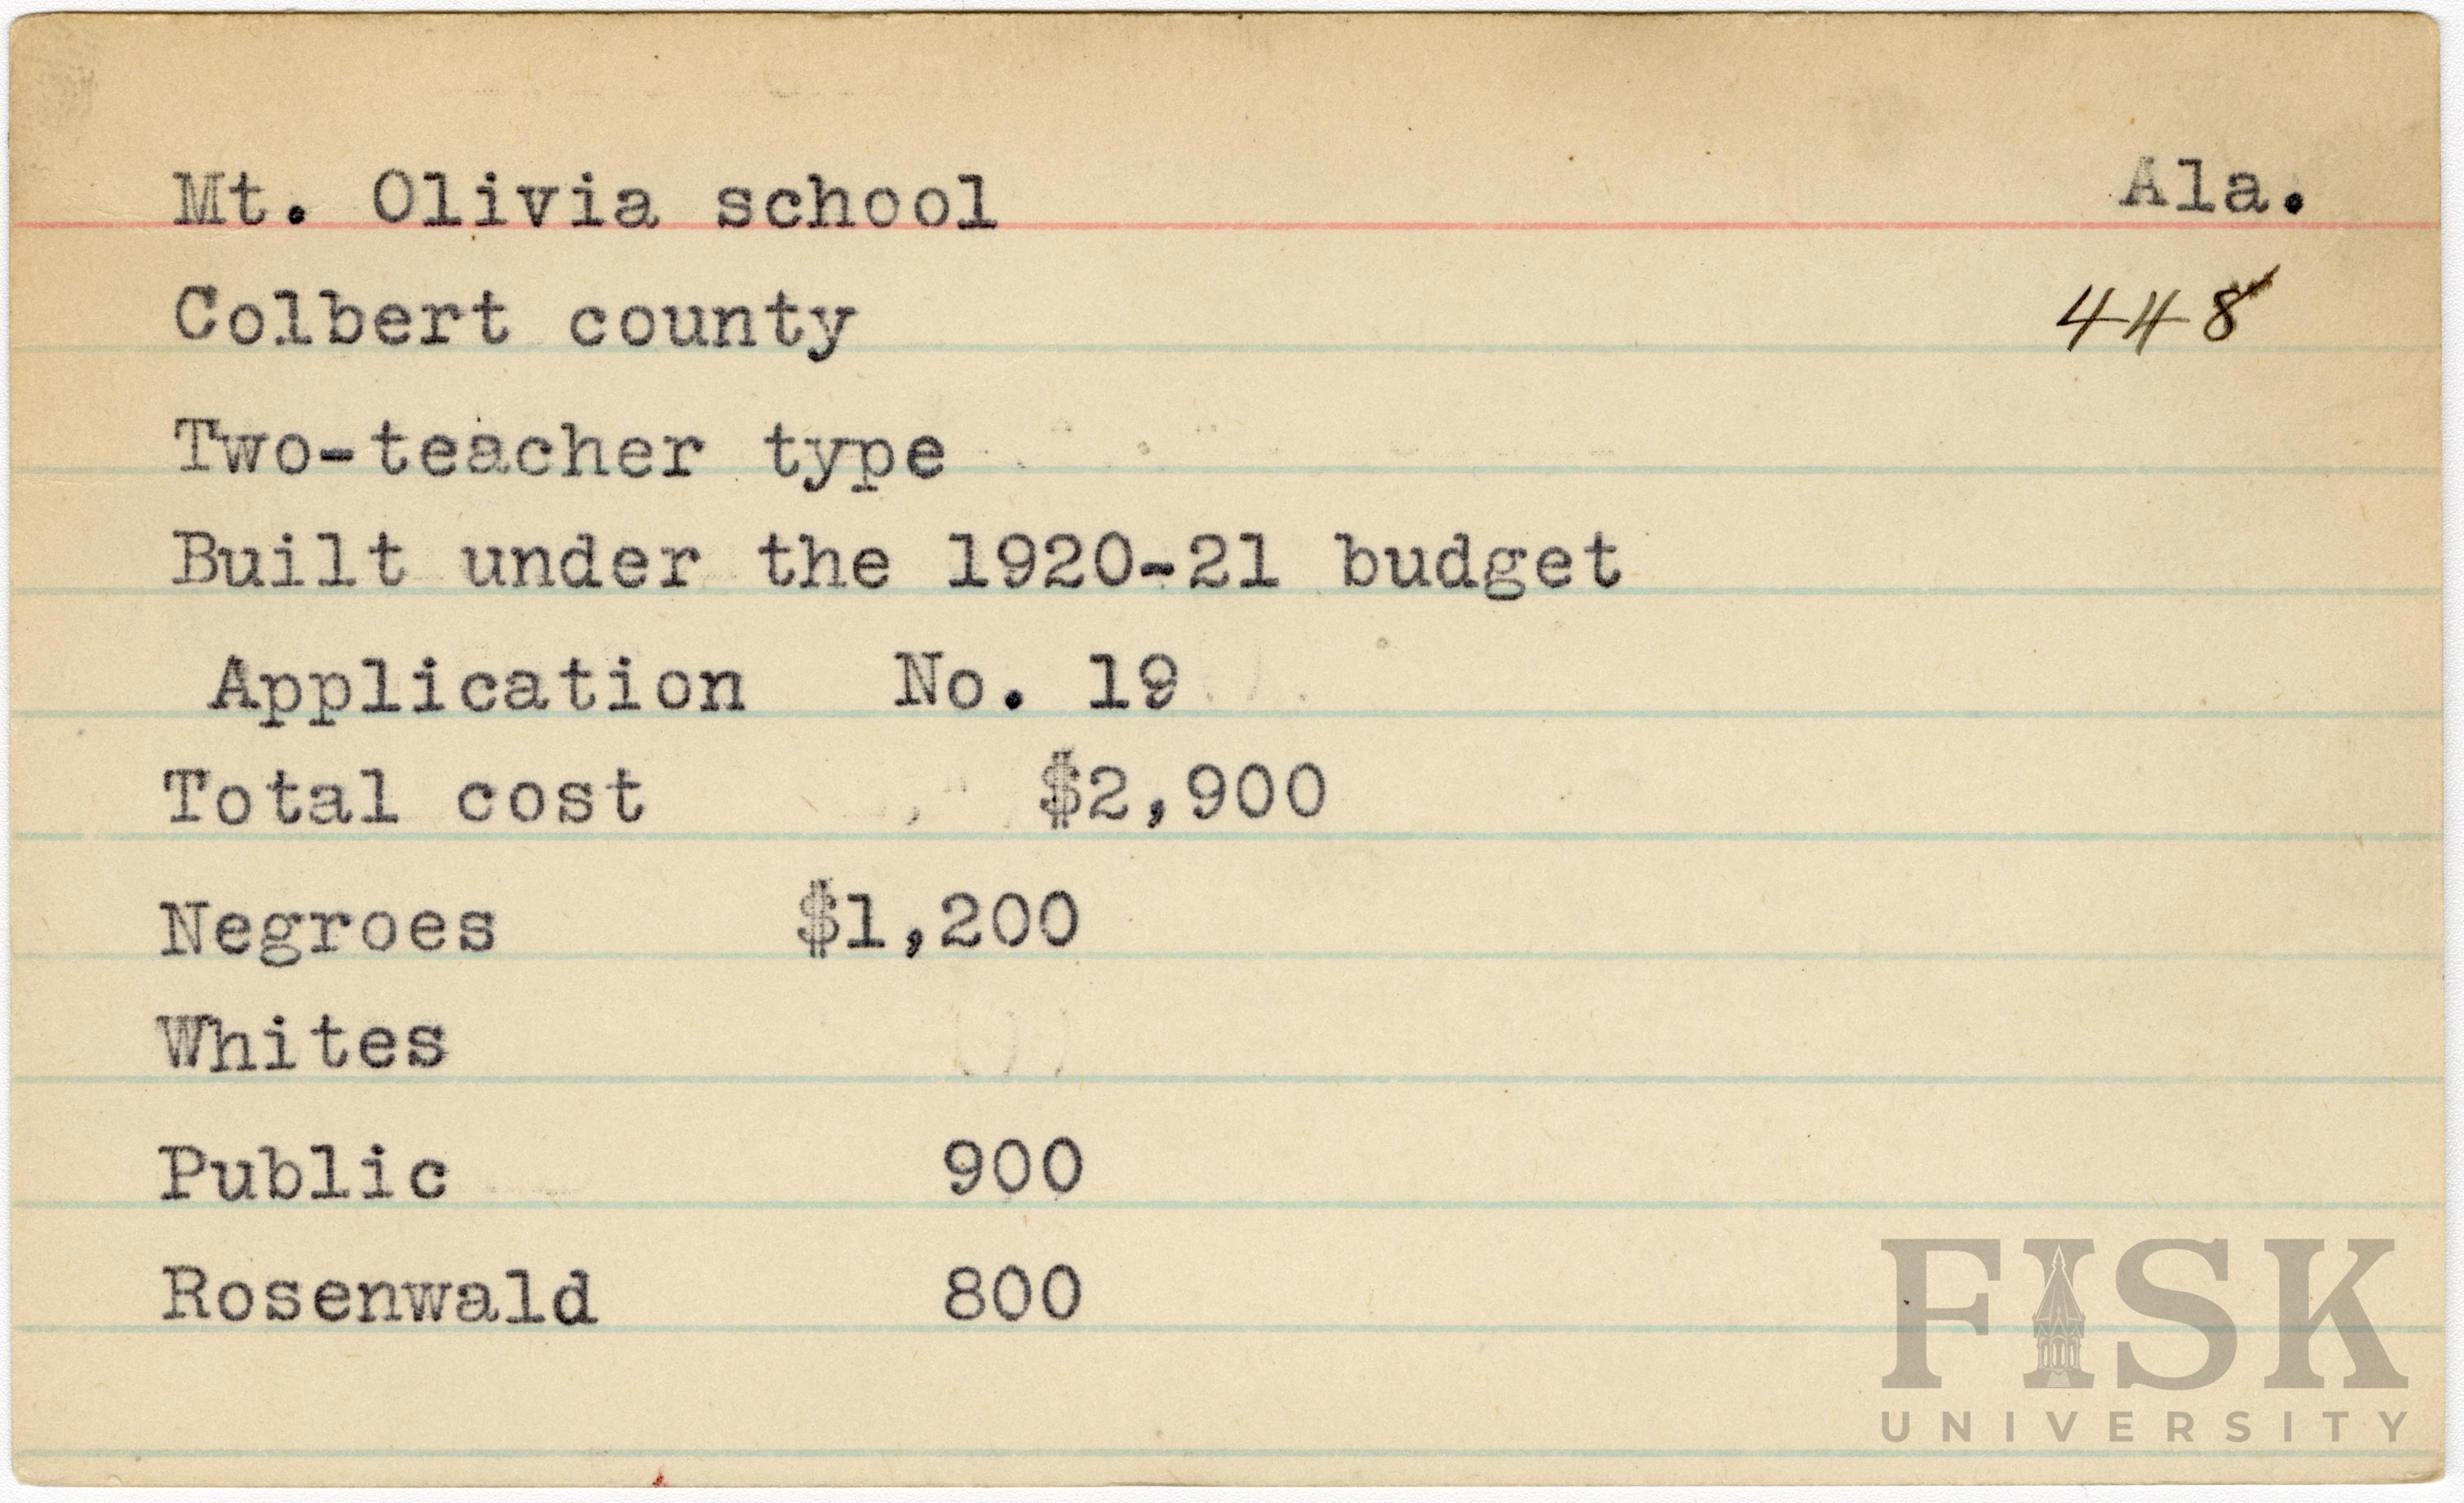 Mt. Olivia school Ala.
Colbert county 448
Two-teacher type
Built under the 1920-21 budget
Application No. 19
Total cost $2,900
Negroes $1,200
Whites
Public 900
Rosenwald 800
FISK
UNIVERSITY